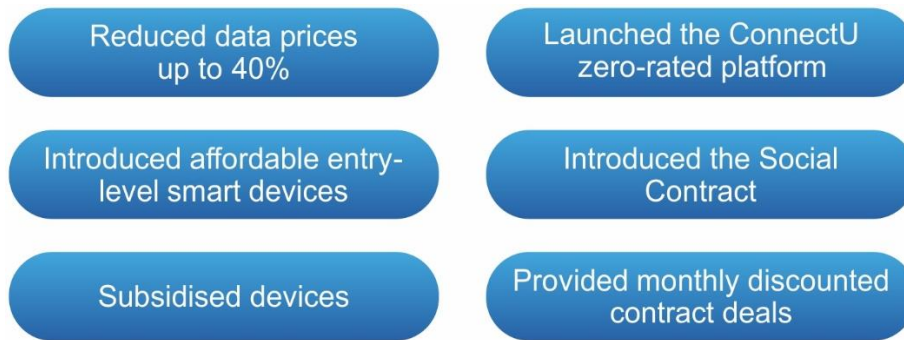 Reduced data prices
up to 40%
Launched the ConnectU
zero-rated platform
Introduced affordable entry-
level smart devices
Introduced the Social
Contract
Subsidised devices
Provided monthly discounted
contract deals